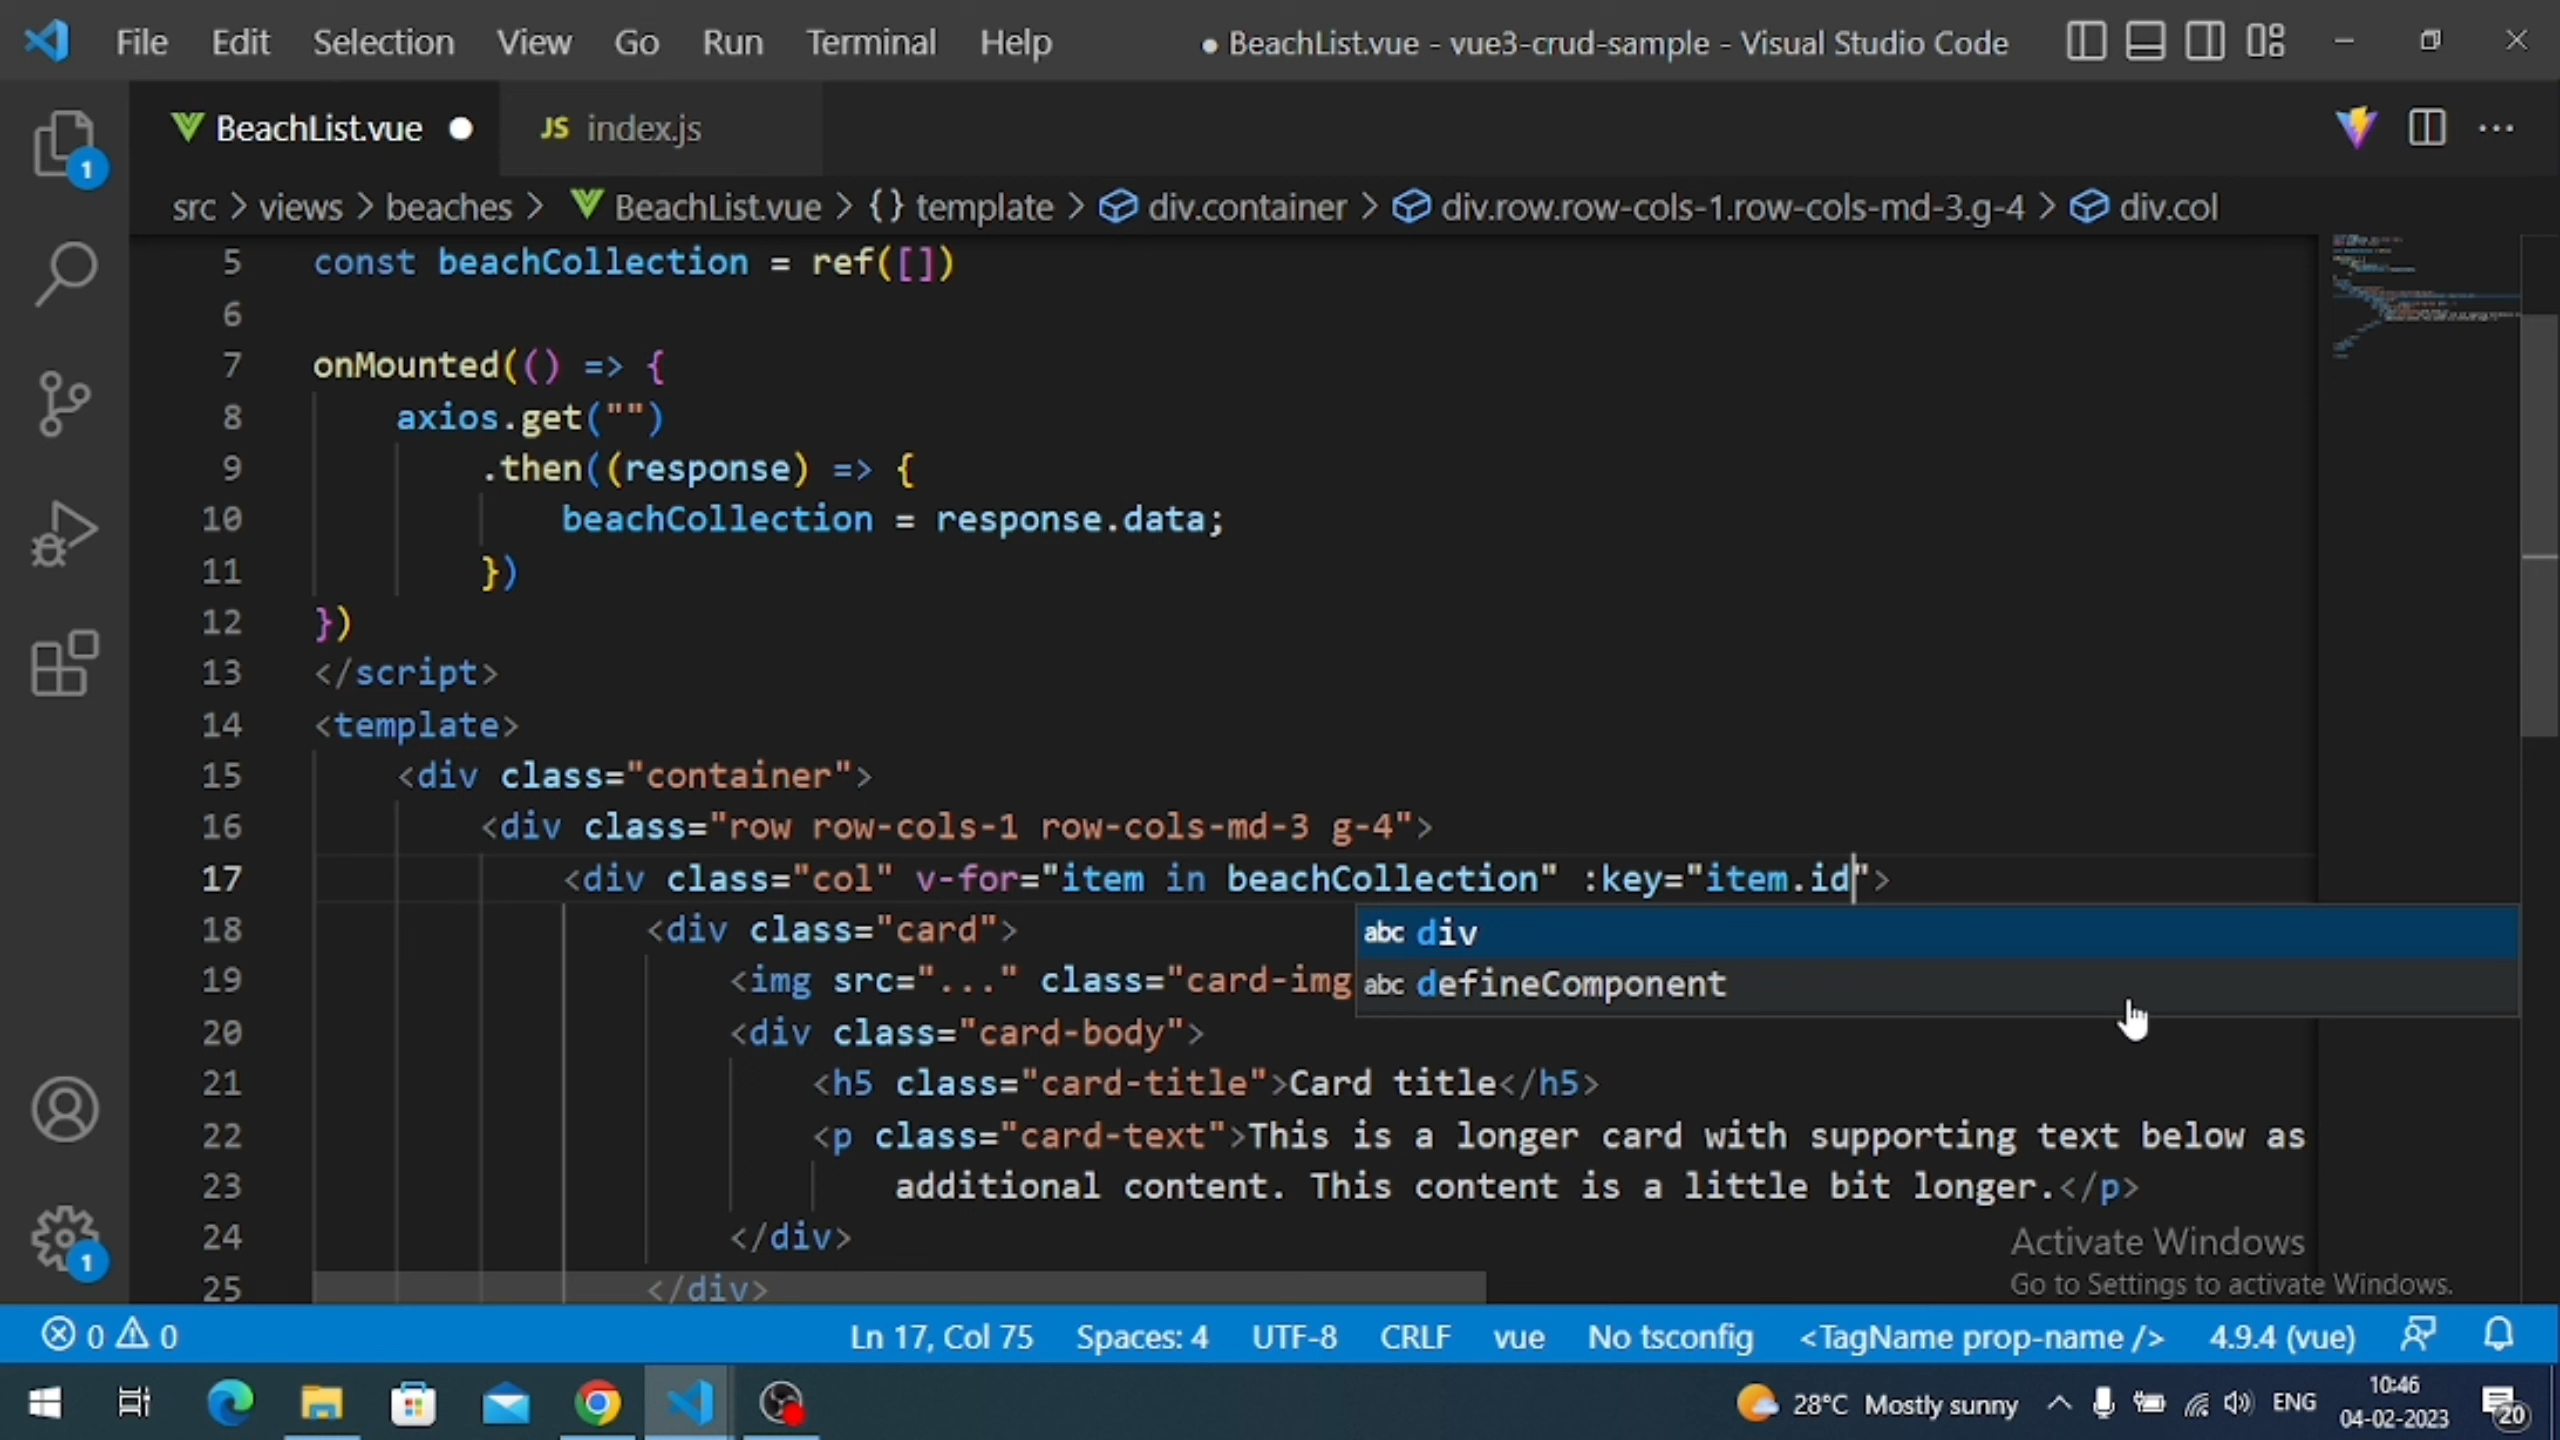 File Edit Selection View Go Run Terminal Help ● BeachList.vue - vue3-crud-sample - Visual Studio Code
BeachList.vue JS index.js
1
src > views > beaches > BeachList.vue > {} template > div.container > div.row.row-cols-1.row-cols-md-3.g-4 > div.col
5 const beachCollection = ref([])
6
7 onMounted(() => {
8 axios.get("")
9 .then((response) => {
10 beachCollection = response.data;
11 })
12 })
13 </script>
14 <template>
15 <div class="container">
16 <div class="row row-cols-1 row-cols-md-3 g-4">
17 <div class="col" v-for="item in beachCollection" :key="item.id">
18 <div class="card">
abc div
19 <img src="..." class="card-img
abc defineComponent
20 <div class="card-body">
21 <h5 class="card-title">Card title</h5>
22 <p class="card-text">This is a longer card with supporting text below as
23 additional content. This content is a little bit longer.</p>
24 </div>
25 </div>
1
Activate Windows
Go to Settings to activate Windows.
0 0 Ln 17, Col 75 Spaces: 4 UTF-8 CRLF vue No tsconfig <TagName prop-name /> 4.9.4 (vue)
28°C Mostly sunny ENG 10:46
04-02-2023
20